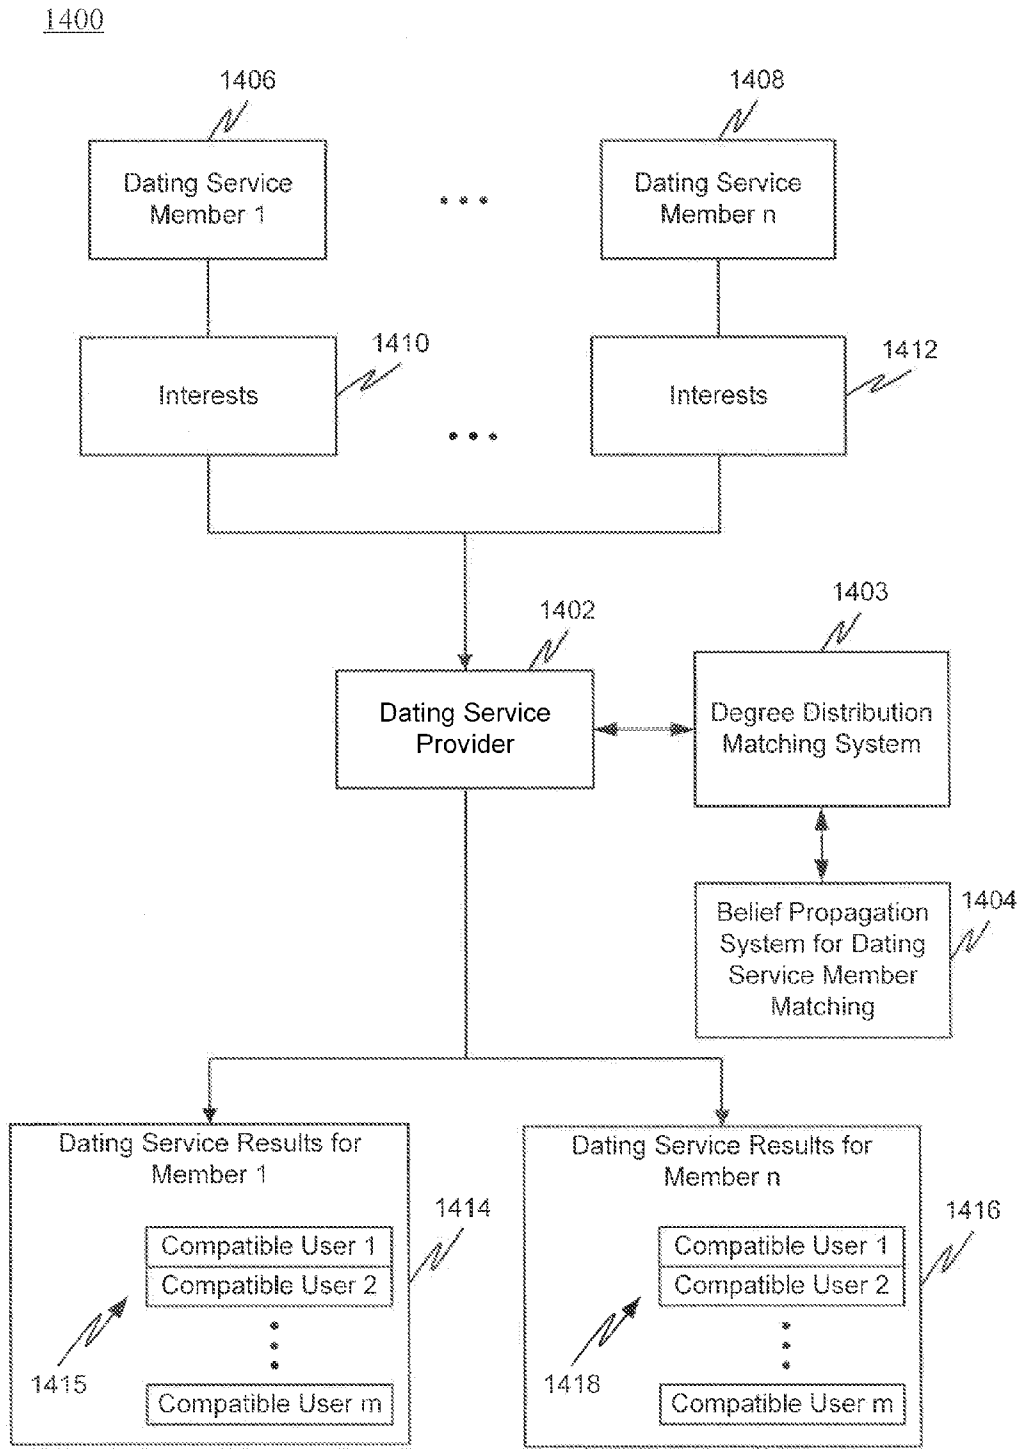 1400
1406
1408
Dating Service
Member 1
Dating Service
Member n
1410
1412
Interests
Interests
1403
1402
Dating Service
Provider
Degree Distribution
Matching System
1404
Belief Propagation
System for Dating
Service Member
Matching
Dating Service Results for
Member 1
Dating Service Results for
Member n
1414
1416
Compatible User 1
Compatible User 2
Compatible User 1
Compatible User 2
1415
1418
Compatible User m
Compatible User m